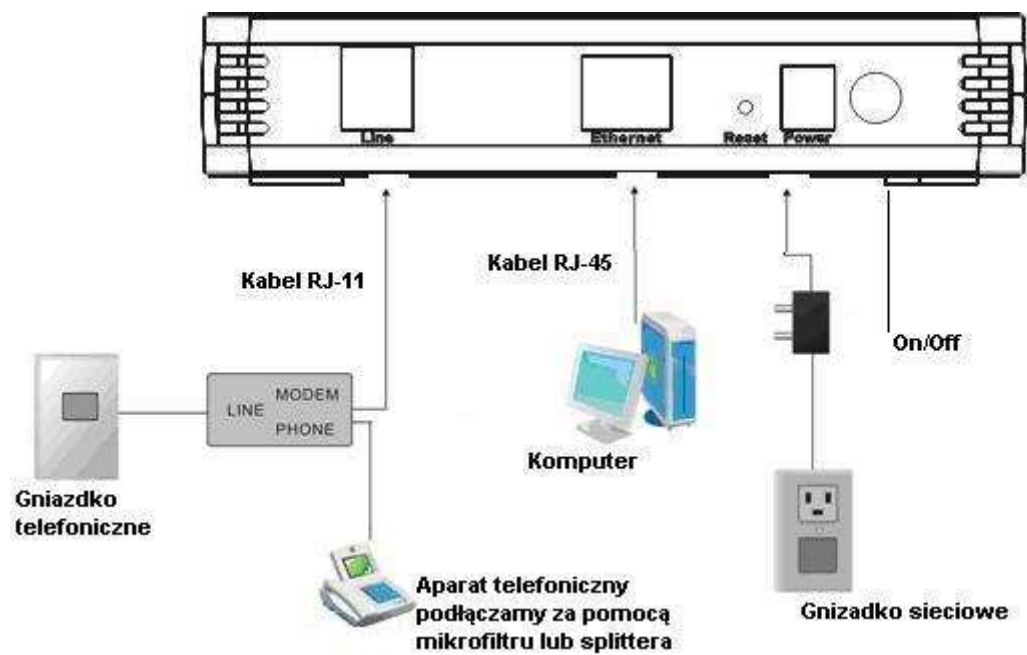 Line
Ethernet
Reset
Power
Kabel RJ-11
Kabel RJ-45
On/Off
LINE
MODEM
PHONE
Komputer
Gniazdko
telefoniczne
Aparat telefoniczny
podłączamy za pomocą
mikrofiltru lub splittera
Gnizadko sieciowe